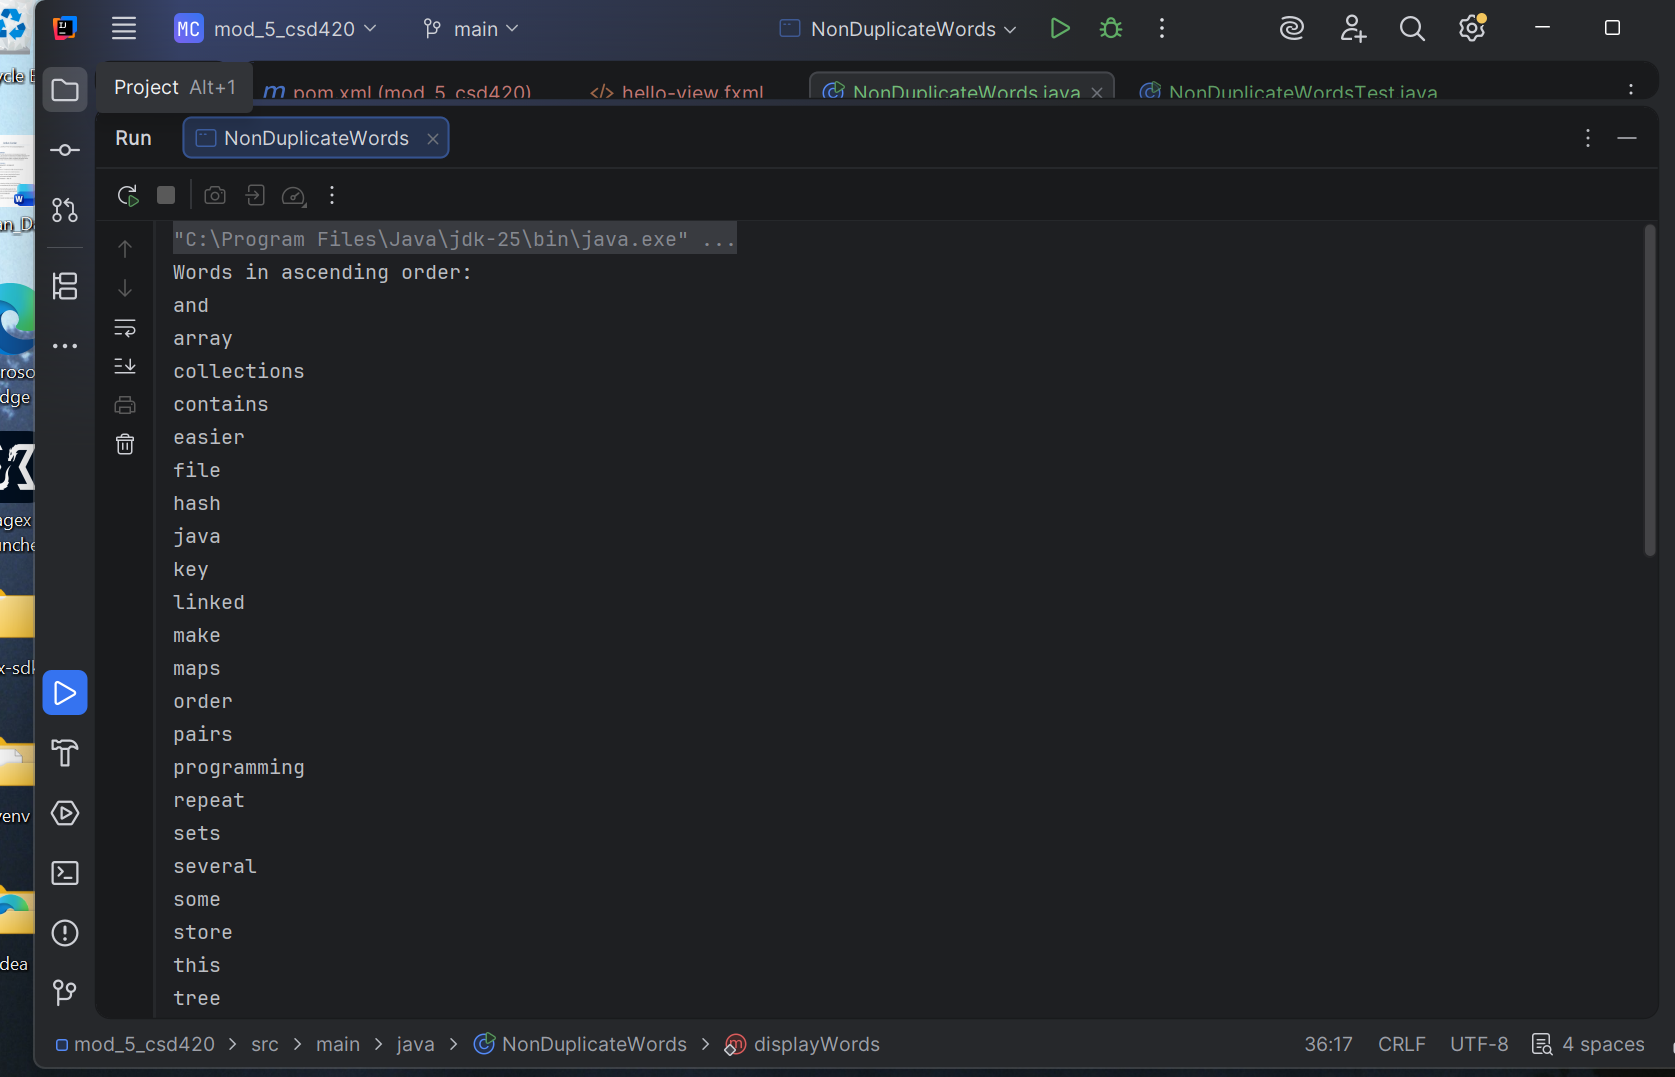 MC mod_5_csd420 main NonDuplicateWords
Project Alt+1 m pom.xml (mod_5_csd420) </> hello-view.fxml NonDuplicateWords.java NonDuplicateWordsTest.java
Run NonDuplicateWords
"C:\Program Files\Java\jdk-25\bin\java.exe" ...
Words in ascending order:
and
array
collections
contains
easier
file
hash
java
key
linked
make
maps
order
pairs
programming
repeat
sets
several
some
store
this
tree
mod_5_csd420 > src > main > java > NonDuplicateWords > displayWords 36:17 CRLF UTF-8 4 spaces